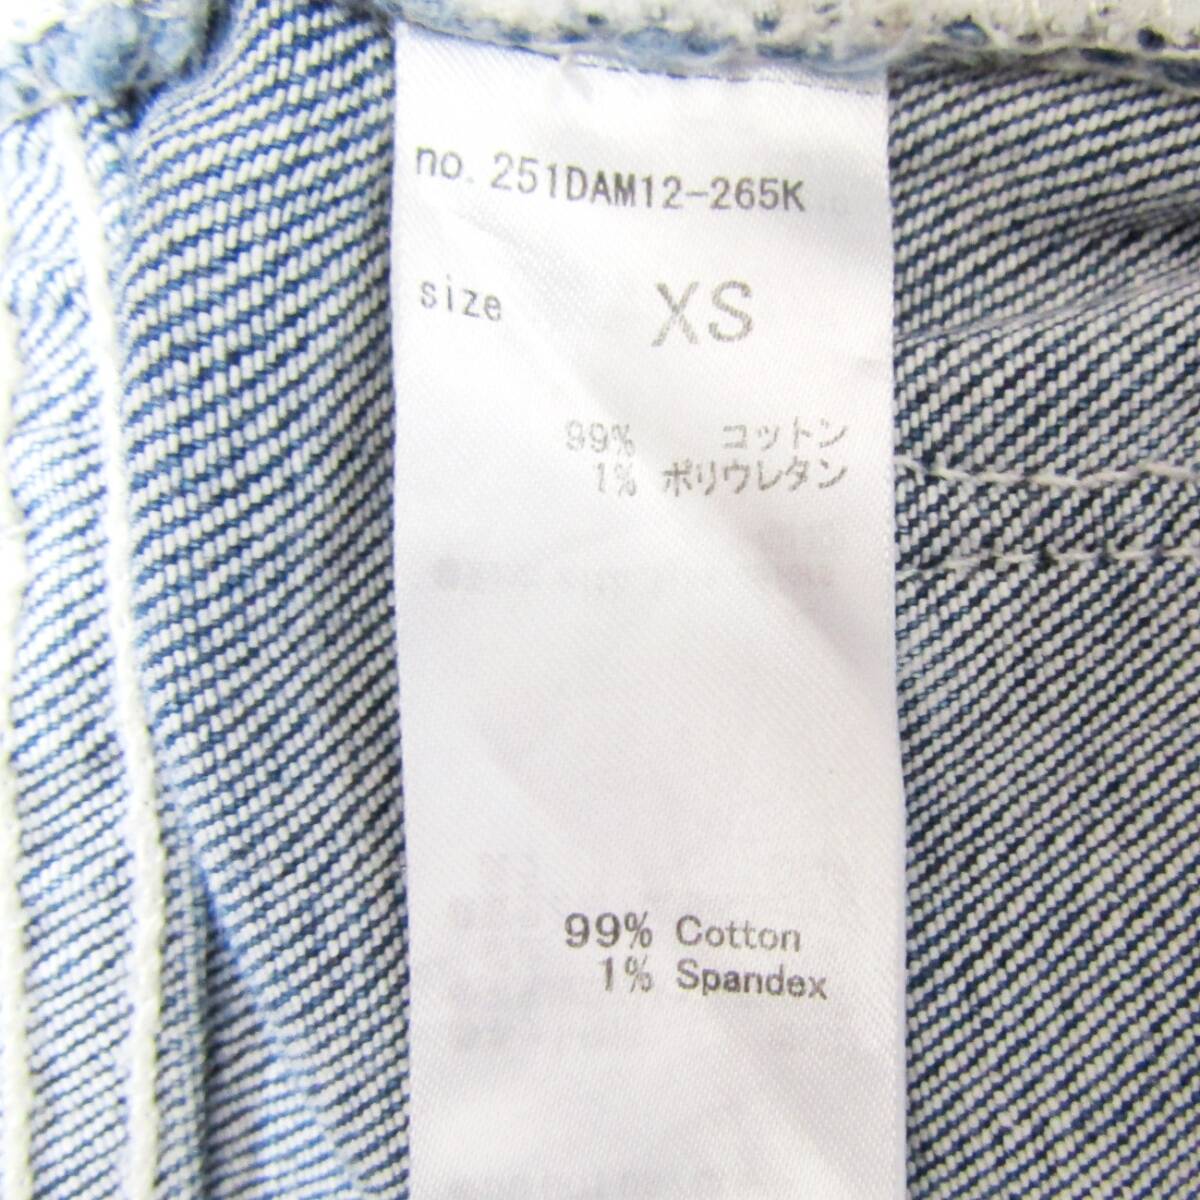 no. 251DAM12-265K
size XS
99% コットン
1% ポリウレタン
99% Cotton
1% Spandex